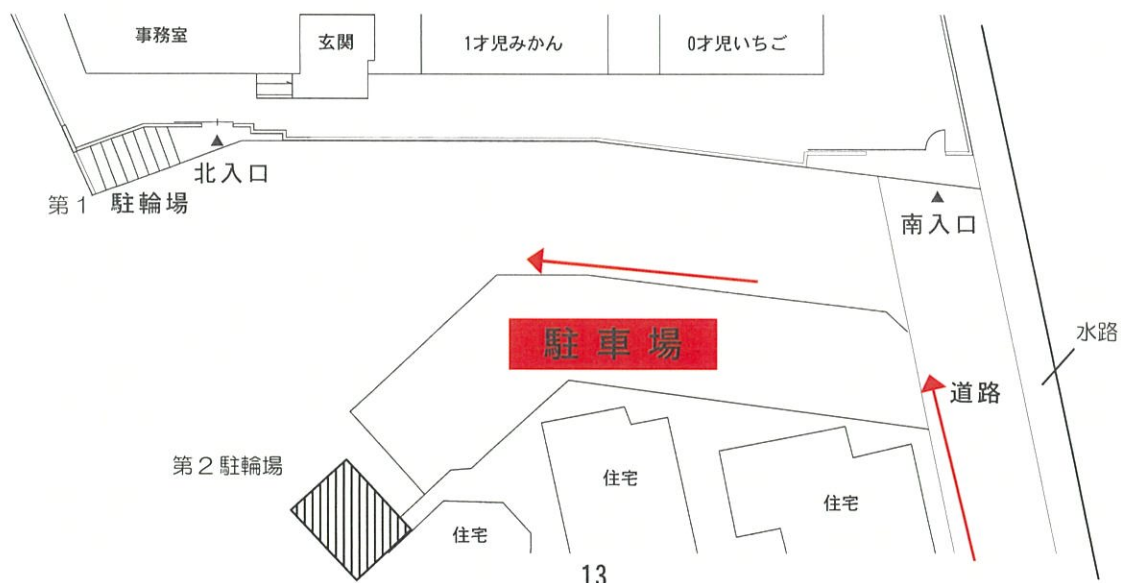 事務室
玄関
1才児みかん
0才児いちご
北入口
第1 駐輪場
南入口
駐車場
水路
道路
第2駐輪場
住宅
住宅
住宅
13